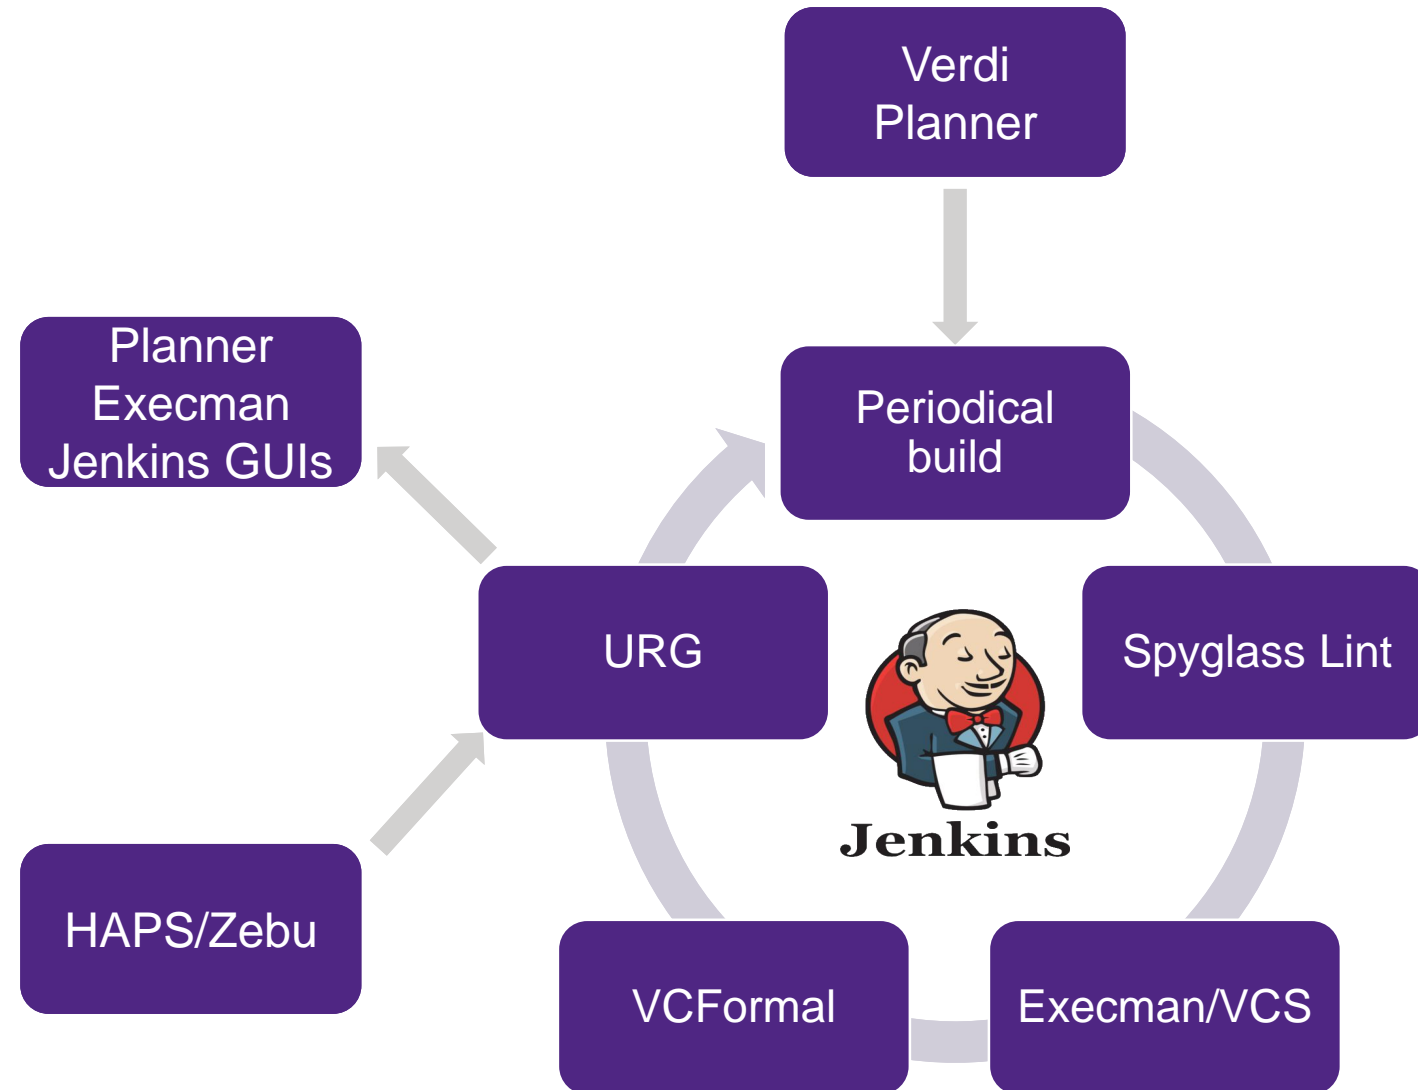 Verdi
Planner
Planner
Execman
Jenkins GUIs
Periodical
build
URG
Spyglass Lint
Jenkins
HAPS/Zebu
VCFormal
Execman/VCS